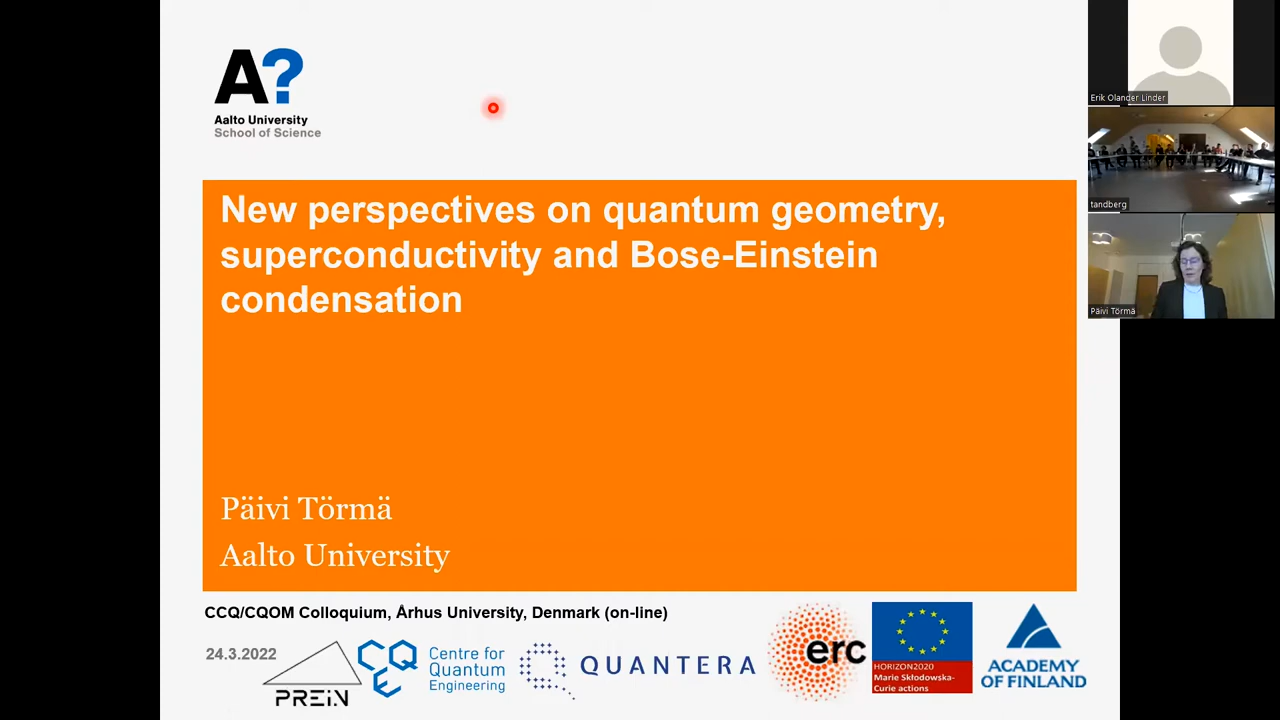 A?
Aalto University
School of Science
New perspectives on quantum geometry,
superconductivity and Bose-Einstein
condensation
Päivi Törmä
Aalto University
CCQ/CQOM Colloquium, Århus University, Denmark (on-line)
24.3.2022
PREIN
CQE
Centre for
Quantum
Engineering
QUANTERA
erc
HORIZON2020
Marie Skłodowska-
Curie actions
ACADEMY
OF FINLAND
Erik Olander Linder
tandberg
Päivi Törmä